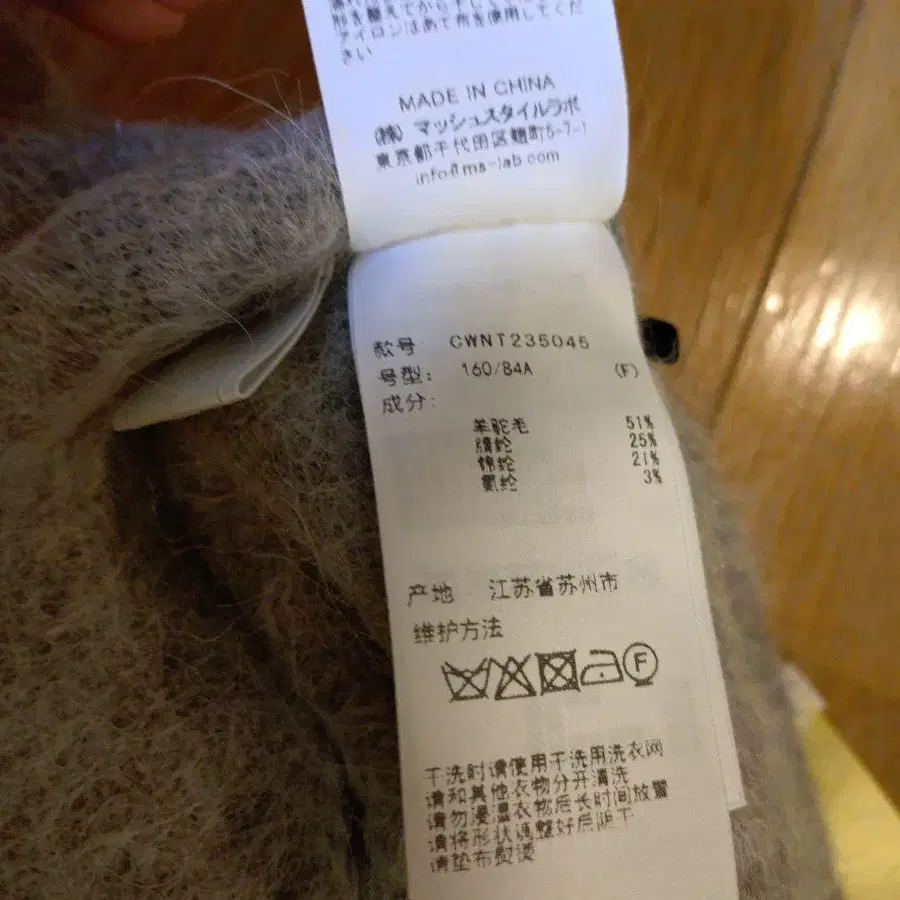 形を整えてから干してください
アイロンはあて布を使用してくだ
さい
MADE IN CHINA
(株) マッシュスタイルラボ
東京都千代田区麹町5-7-1
info@ms-lab.com
款号 CWNT235045
号型: 160/84A (F)
成分:
羊驼毛 51%
腈纶 25%
锦纶 21%
氨纶 3%
产地 江苏省苏州市
维护方法
F
干洗时请使用干洗用洗衣网
请和其他衣物分开清洗
请勿浸湿衣物后长时间放置
请将形状调整好后阴干
请垫布熨烫